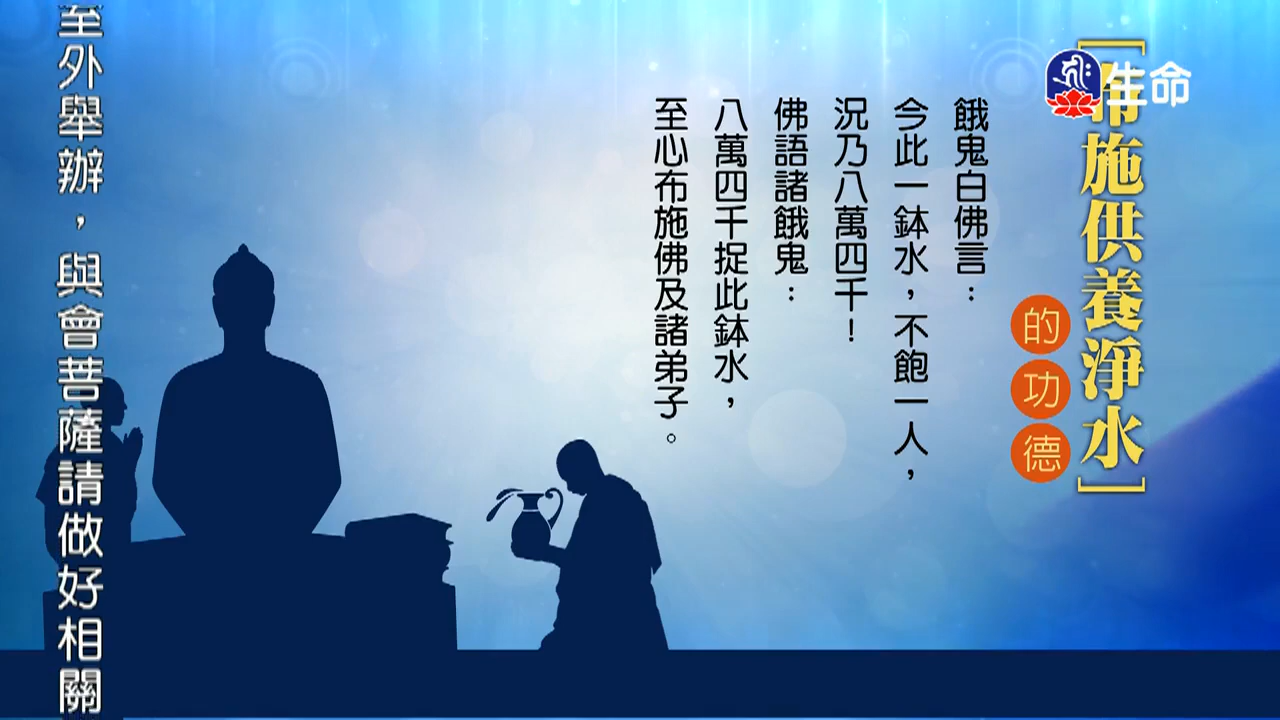 生命
[布施供養淨水]
的功德
餓鬼白佛言：
今此一鉢水，不飽一人，
況乃八萬四千！
佛語諸餓鬼：
八萬四千捉此鉢水，
至心布施佛及諸弟子。
至外舉辦，與會菩薩請做好相關